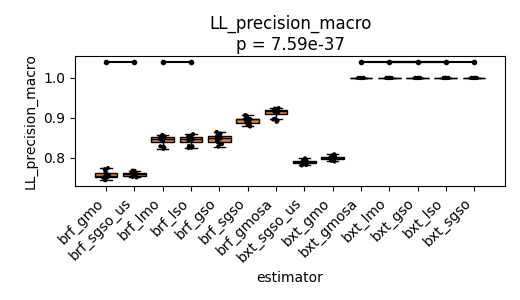 LL_precision_macro
p = 7.59e-37
LL_precision_macro
1.0
0.9
0.8
brf_gmo
brf_sgso_us
brf_lmo
brf_lso
brf_gso
brf_sgso
brf_gmosa
bxt_sgso_us
bxt_gmo
bxt_gmosa
bxt_lmo
bxt_gso
bxt_lso
bxt_sgso
estimator